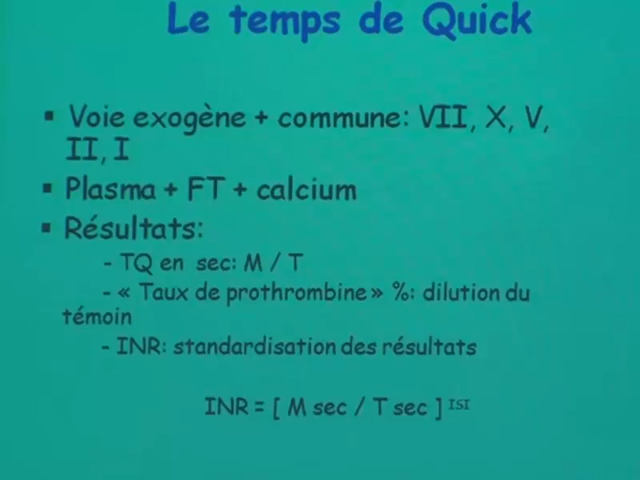 Le temps de Quick
▪ Voie exogène + commune: VII, X, V,
II, I
▪ Plasma + FT + calcium
▪ Résultats:
- TQ en sec: M / T
- « Taux de prothrombine » %: dilution du
témoin
- INR: standardisation des résultats
INR = [ M sec / T sec ] ISI